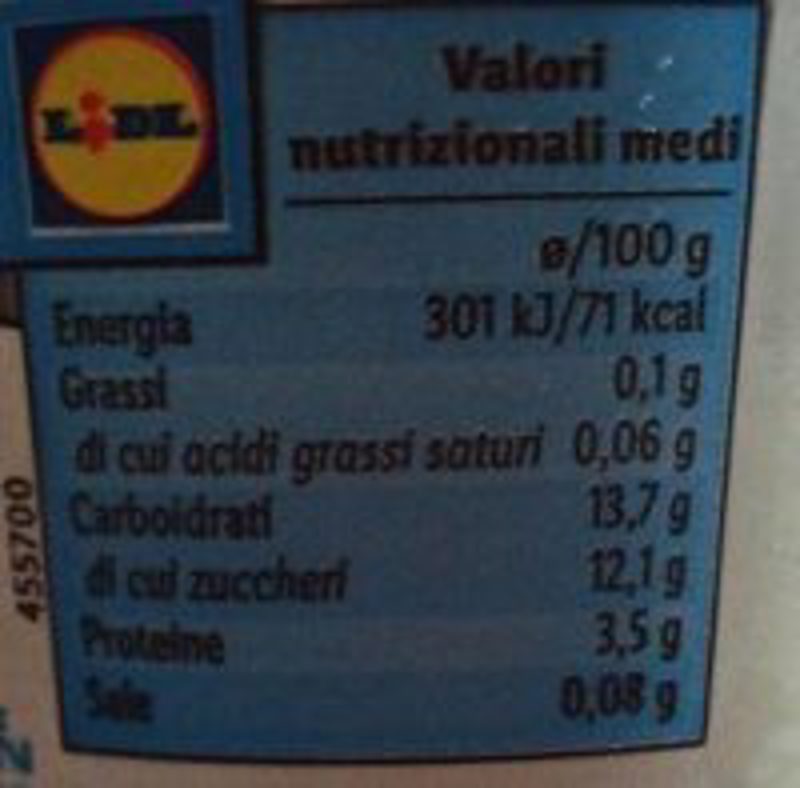 LIDL
Valori
nutrizionali medi
ø/100 g
Energia 301 kJ/71 kcal
Grassi 0,1 g
di cui acidi grassi saturi 0,06 g
Carboidrati 13,7 g
di cui zuccheri 12,1 g
Proteine 3,5 g
Sale 0,08 g
455700